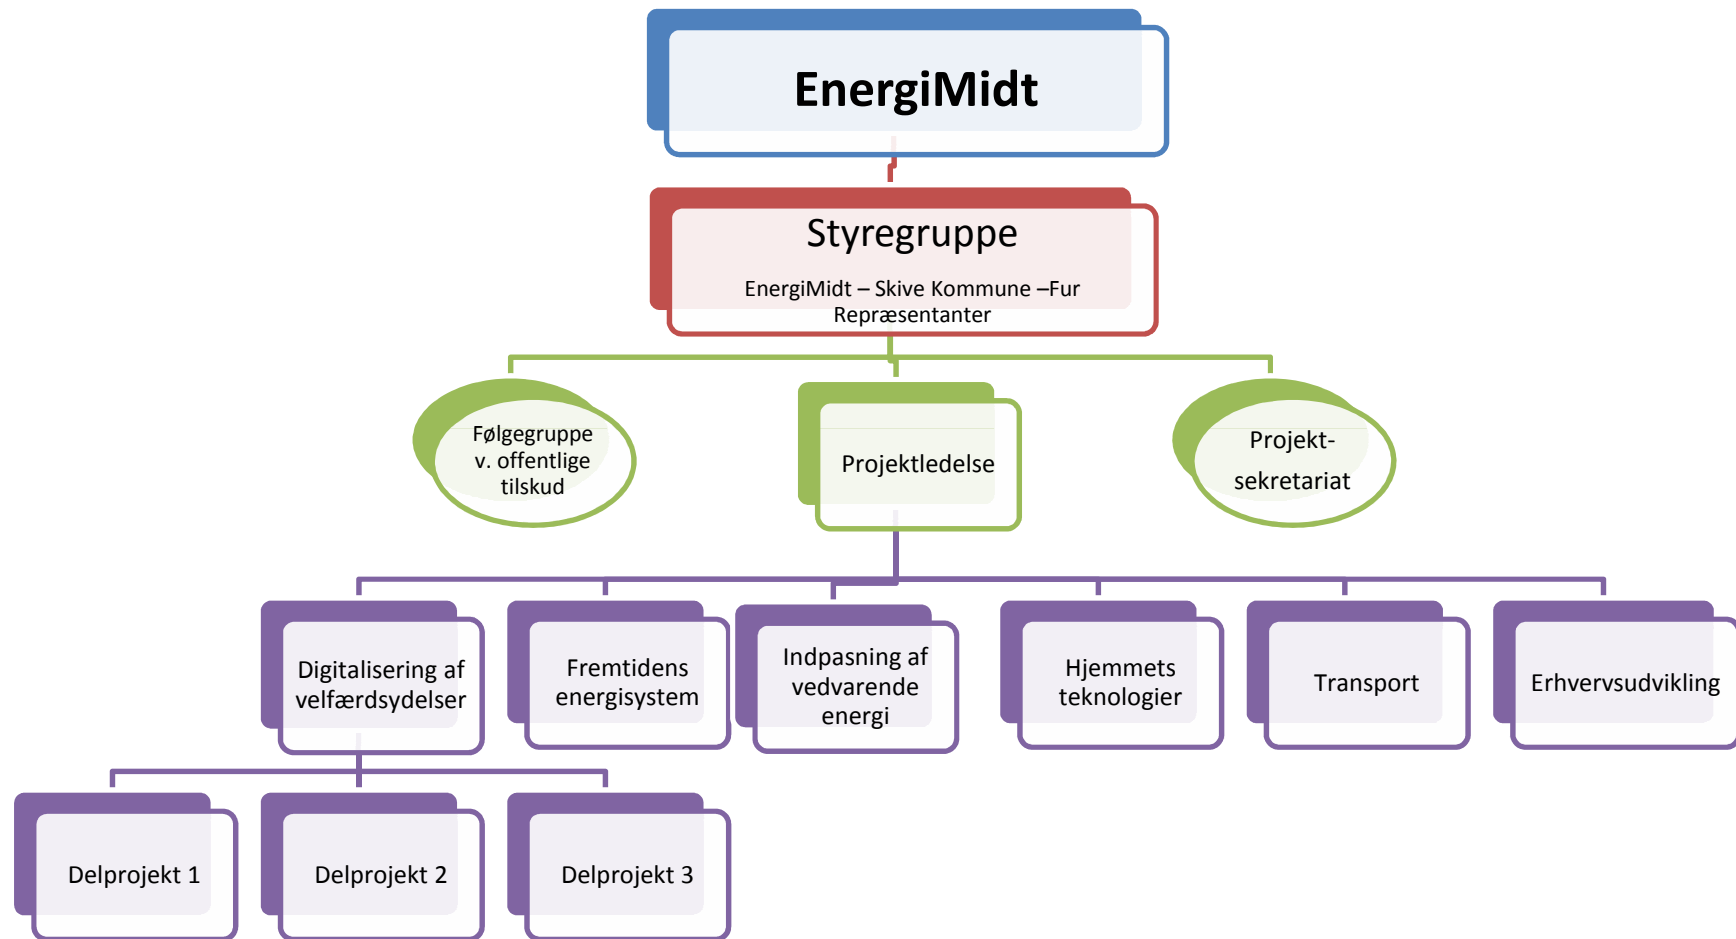 EnergiMidt
Styregruppe
EnergiMidt – Skive Kommune –Fur
Repræsentanter
Følgegruppe
v. offentlige
tilskud
Projektledelse
Projekt-
sekretariat
Digitalisering af
velfærdsydelser
Fremtidens
energisystem
Indpasning af
vedvarende
energi
Hjemmets
teknologier
Transport
Erhvervsudvikling
Delprojekt 1
Delprojekt 2
Delprojekt 3